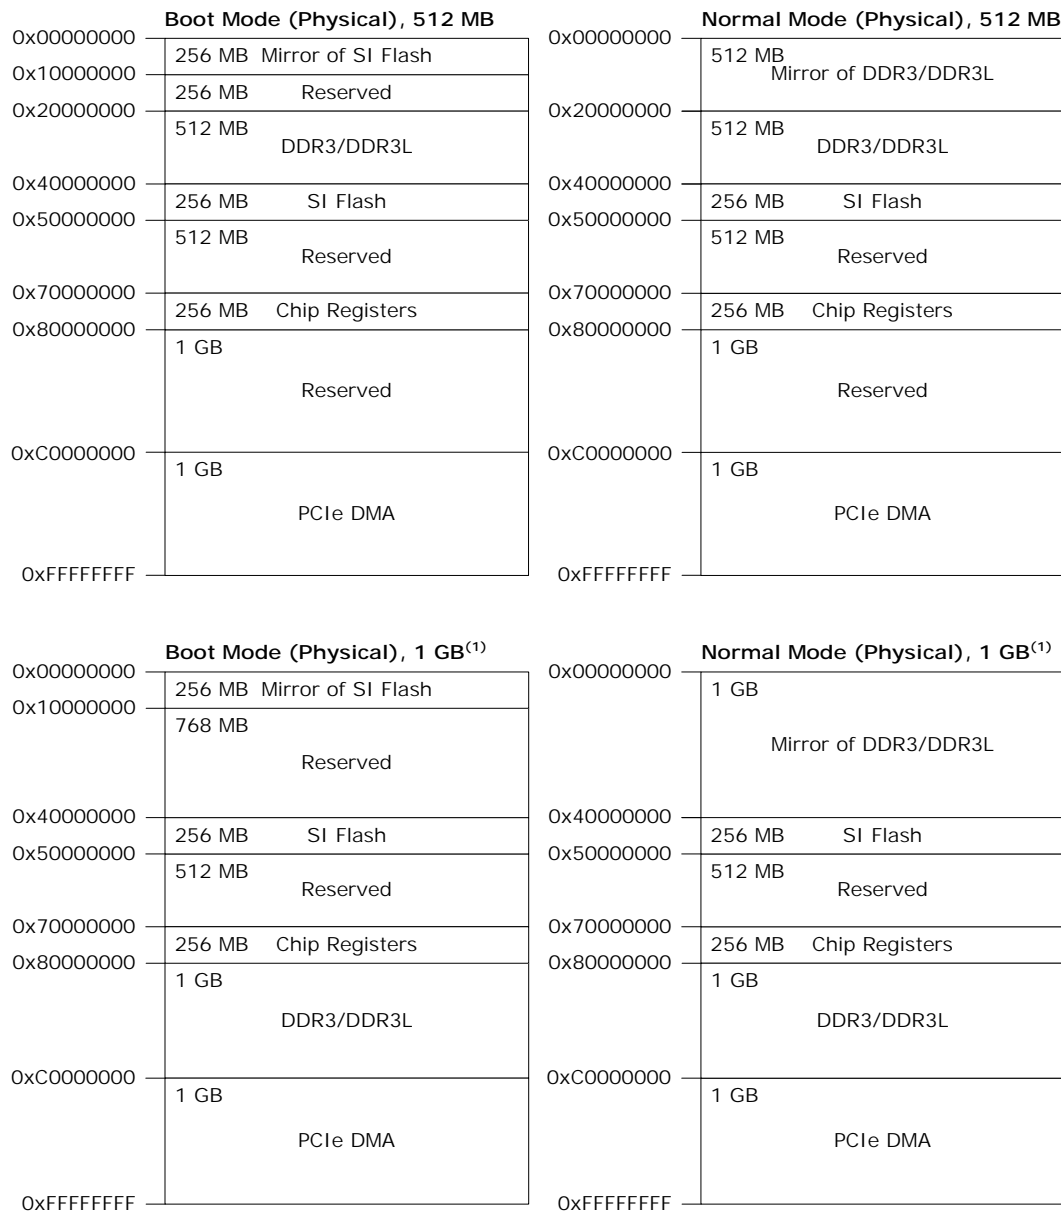 Boot Mode (Physical), 512 MB
0x00000000
256 MB Mirror of SI Flash
0x10000000
256 MB Reserved
0x20000000
512 MB
DDR3/DDR3L
0x40000000
256 MB SI Flash
0x50000000
512 MB
Reserved
0x70000000
256 MB Chip Registers
0x80000000
1 GB
Reserved
0xC0000000
1 GB
PCIe DMA
0xFFFFFFFF
Normal Mode (Physical), 512 MB
0x00000000
512 MB
Mirror of DDR3/DDR3L
0x20000000
512 MB
DDR3/DDR3L
0x40000000
256 MB SI Flash
0x50000000
512 MB
Reserved
0x70000000
256 MB Chip Registers
0x80000000
1 GB
Reserved
0xC0000000
1 GB
PCIe DMA
0xFFFFFFFF
Boot Mode (Physical), 1 GB(1)
0x00000000
256 MB Mirror of SI Flash
0x10000000
768 MB
Reserved
0x40000000
256 MB SI Flash
0x50000000
512 MB
Reserved
0x70000000
256 MB Chip Registers
0x80000000
1 GB
DDR3/DDR3L
0xC0000000
1 GB
PCIe DMA
0xFFFFFFFF
Normal Mode (Physical), 1 GB(1)
0x00000000
1 GB
Mirror of DDR3/DDR3L
0x40000000
256 MB SI Flash
0x50000000
512 MB
Reserved
0x70000000
256 MB Chip Registers
0x80000000
1 GB
DDR3/DDR3L
0xC0000000
1 GB
PCIe DMA
0xFFFFFFFF